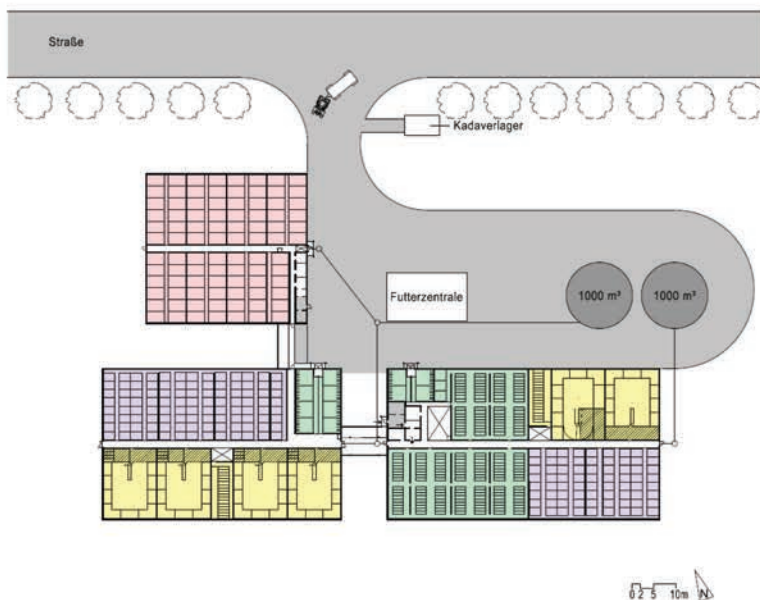 Straße
Kadaverlager
Futterzentrale
1000 m³
1000 m³
0 2 5 10m N